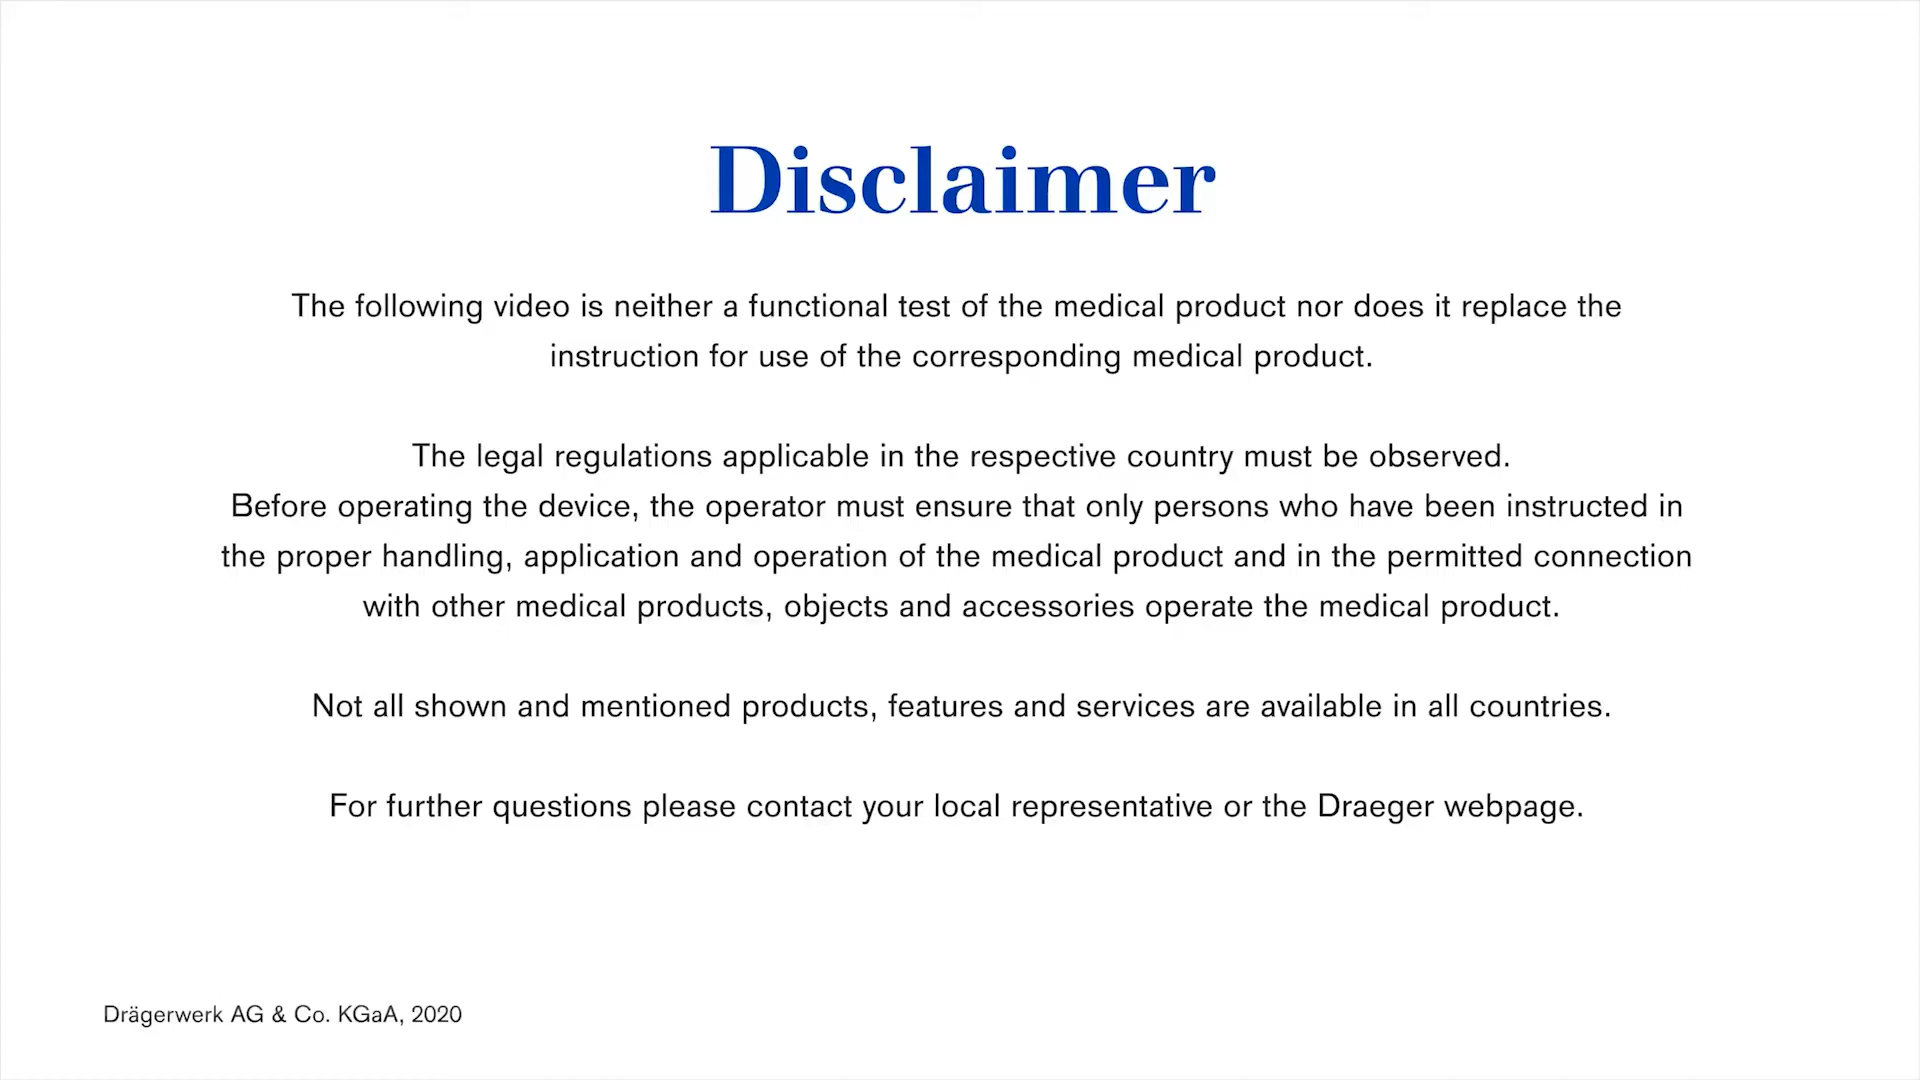 Disclaimer
The following video is neither a functional test of the medical product nor does it replace the
instruction for use of the corresponding medical product.
The legal regulations applicable in the respective country must be observed.
Before operating the device, the operator must ensure that only persons who have been instructed in
the proper handling, application and operation of the medical product and in the permitted connection
with other medical products, objects and accessories operate the medical product.
Not all shown and mentioned products, features and services are available in all countries.
For further questions please contact your local representative or the Draeger webpage.
Drägerwerk AG & Co. KGaA, 2020